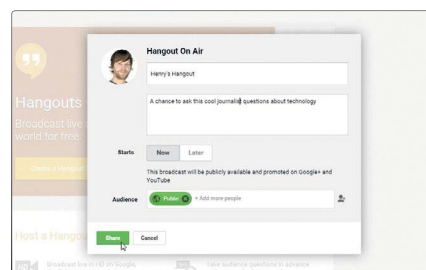 Hangout On Air
Henry's Hangout
A chance to ask this cool journalist questions about technology
Starts
Now Later
This broadcast will be publicly available and promoted on Google+ and
YouTube
Audience
Public + Add more people
Share Cancel
Hangouts
Broadcast live
world for free.
Create a Hangout
Host a Hangou
Broadcast live in HD on Google,
Take audience questions in advance